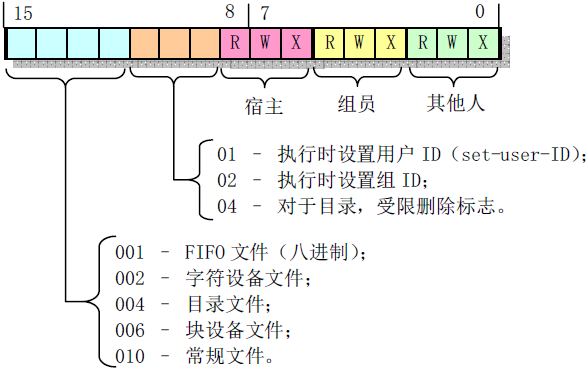 15 8 7 0
R W X R W X R W X
宿主 组员 其他人
01 – 执行时设置用户 ID（set-user-ID）；
02 – 执行时设置组 ID；
04 – 对于目录，受限删除标志。
001 – FIFO 文件（八进制）；
002 – 字符设备文件；
004 – 目录文件；
006 – 块设备文件；
010 – 常规文件。